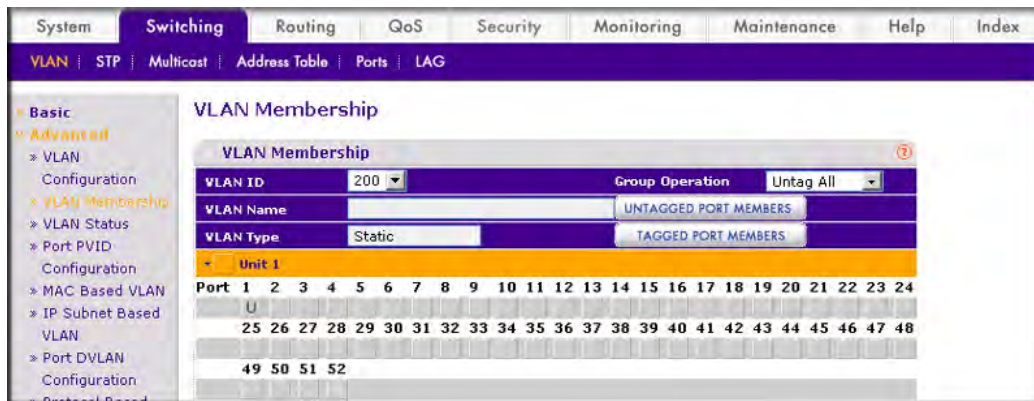 System Switching Routing QoS Security Monitoring Maintenance Help Index
VLAN STP Multicast Address Table Ports LAG
Basic
Advanced
» VLAN
Configuration
» VLAN Membership
» VLAN Status
» Port PVID
Configuration
» MAC Based VLAN
» IP Subnet Based
VLAN
» Port DVLAN
Configuration
» Protocol Based
VLAN Membership
VLAN Membership ?
VLAN ID 200 Group Operation Untag All
VLAN Name UNTAGGED PORT MEMBERS
VLAN Type Static TAGGED PORT MEMBERS
Unit 1
Port 1 2 3 4 5 6 7 8 9 10 11 12 13 14 15 16 17 18 19 20 21 22 23 24
U
25 26 27 28 29 30 31 32 33 34 35 36 37 38 39 40 41 42 43 44 45 46 47 48
49 50 51 52